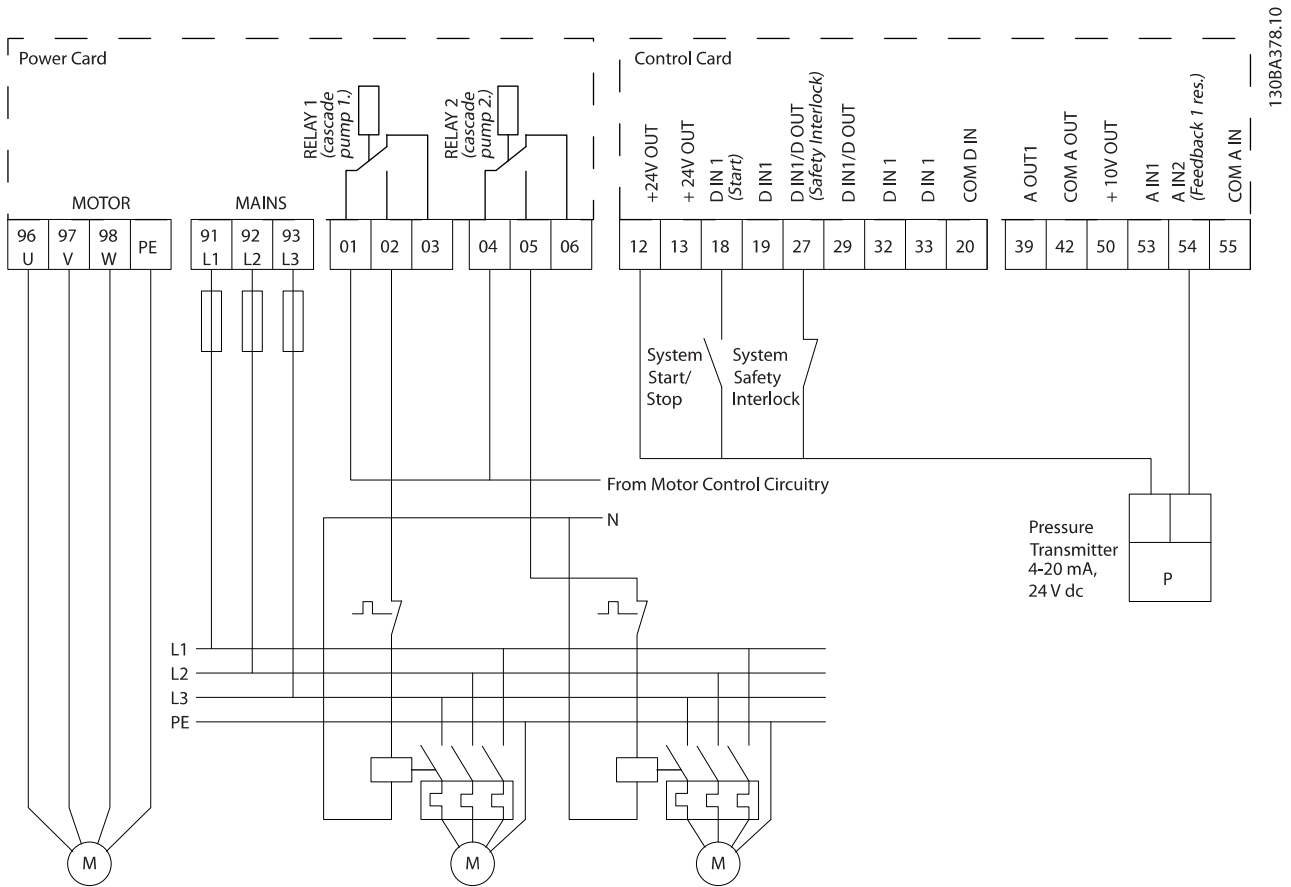 130BA378.10
Power Card
Control Card
RELAY 1
(cascade
pump 1.)
RELAY 2
(cascade
pump 2.)
+24V OUT
+ 24V OUT
D IN 1
(Start)
D IN1
D IN1/D OUT
(Safety Interlock)
D IN1/D OUT
D IN 1
D IN 1
COM D IN
A OUT1
COM A OUT
+ 10V OUT
A IN1
A IN2
(Feedback 1 res.)
COM A IN
MOTOR
MAINS
96 97 98 PE
U V W
91 92 93
L1 L2 L3
01 02 03
04 05 06
12 13 18 19 27 29 32 33 20
39 42 50 53 54 55
System
Start/
Stop
System
Safety
Interlock
From Motor Control Circuitry
N
Pressure
Transmitter
4-20 mA,
24 V dc
P
L1
L2
L3
PE
M
M
M